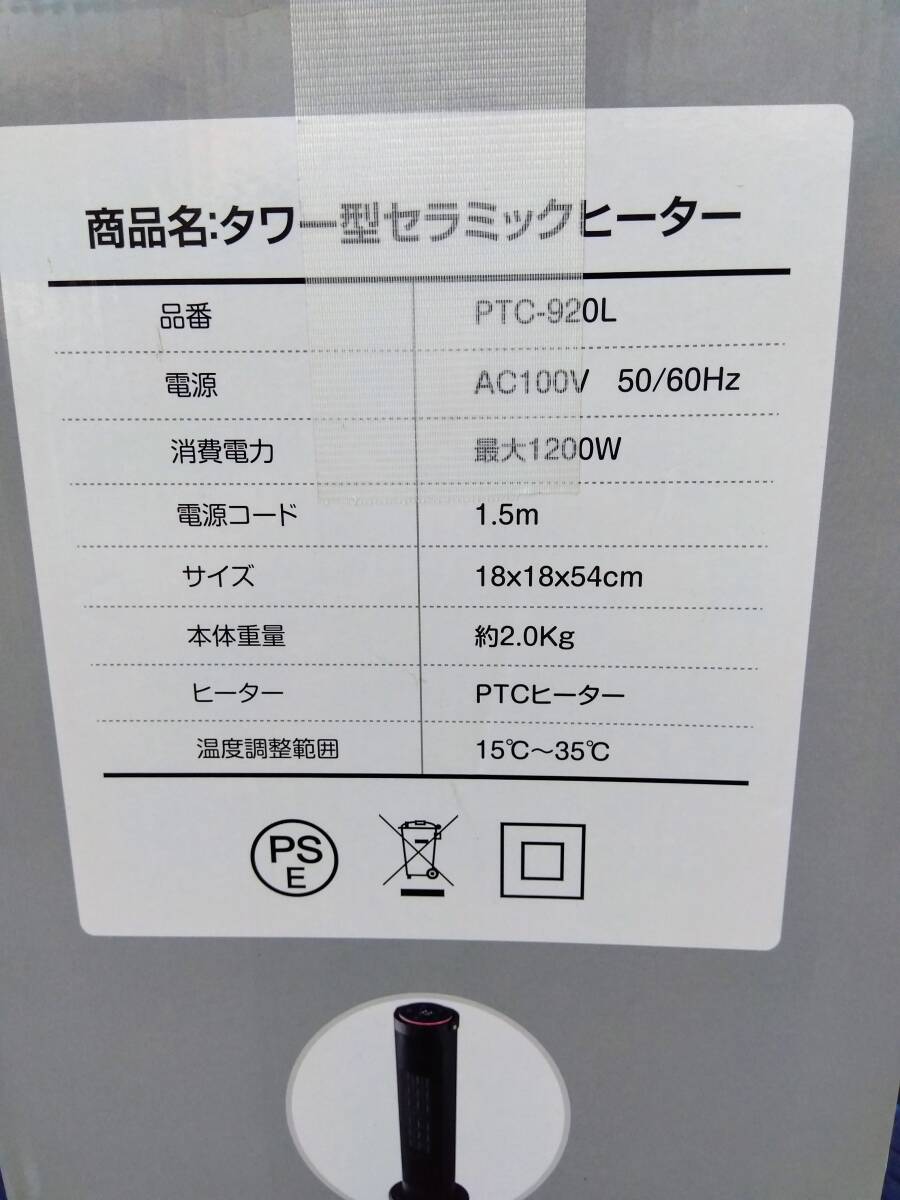 商品名:タワー型セラミックヒーター
品番 PTC-920L
電源 AC100V 50/60Hz
消費電力 最大1200W
電源コード 1.5m
サイズ 18x18x54cm
本体重量 約2.0Kg
ヒーター PTCヒーター
温度調整範囲 15℃～35℃
PS
E